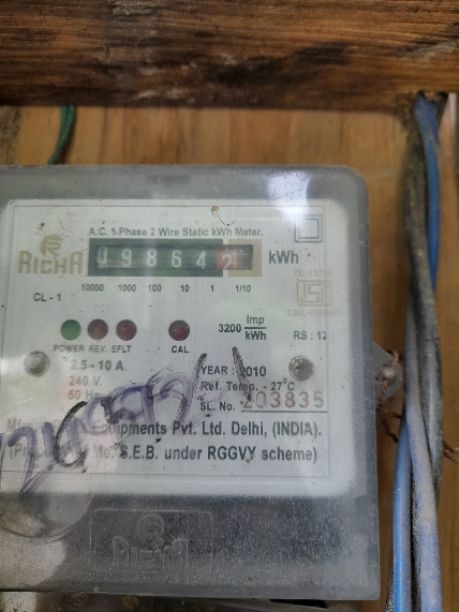 A.C. 1-Phase 2 Wire Static kWh Meter.
RICHA
09864 kWh
10000 1000 100 10 1 1/10
CL - 1
3200 Imp/kWh
RS : 12
POWER REV. EFLT CAL
2.5 - 10 A
240 V.
50
YEAR : 2010
Ref. Temp. - 27°C
SL. No. 203835
Pvt. Ltd. Delhi, (INDIA).
S.E.B. under RGGVY scheme)